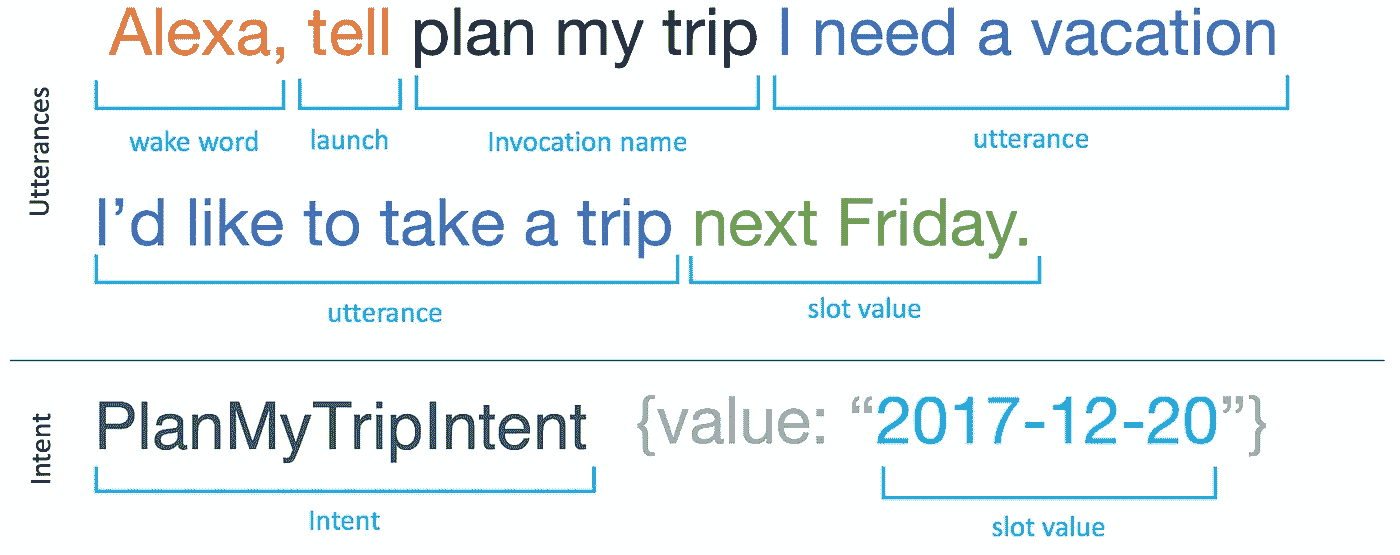 Alexa, tell plan my trip I need a vacation
wake word launch Invocation name utterance
Utterances
I’d like to take a trip next Friday.
utterance slot value
Intent
PlanMyTripIntent {value: “2017-12-20”}
Intent slot value